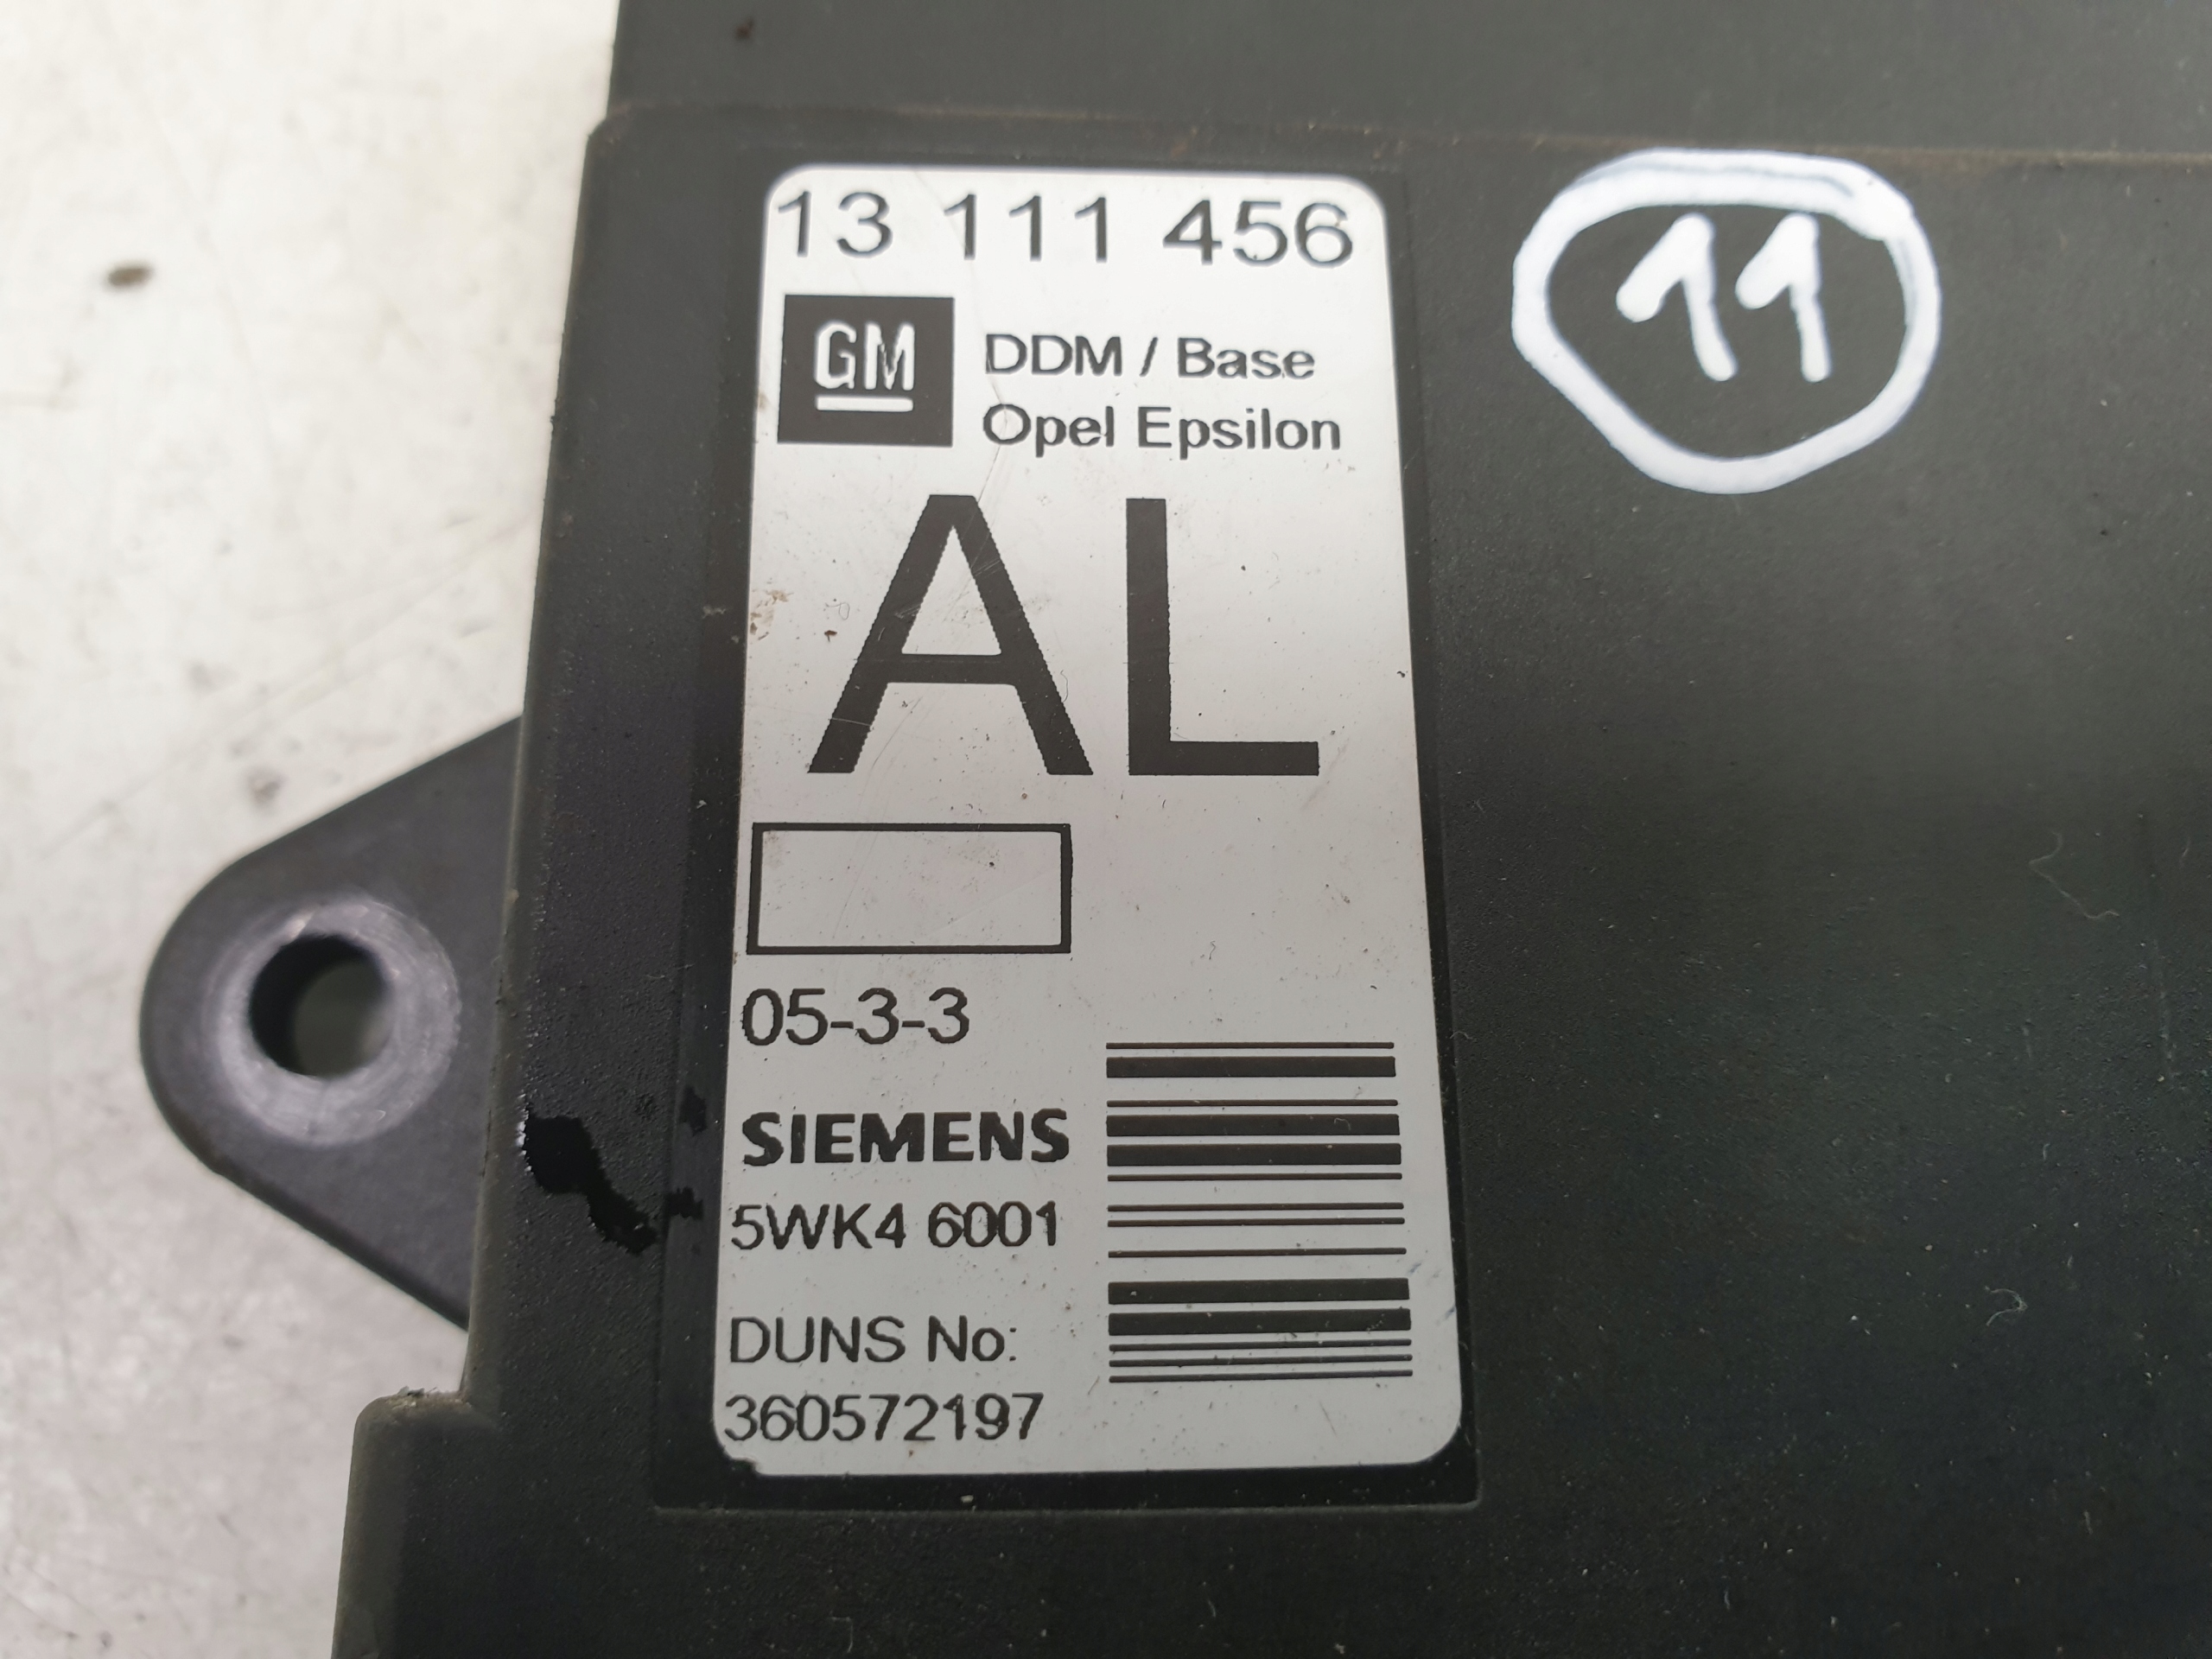 13 111 456
GM
DDM / Base
Opel Epsilon
AL
05-3-3
SIEMENS
5WK4 6001
DUNS No:
360572197
11